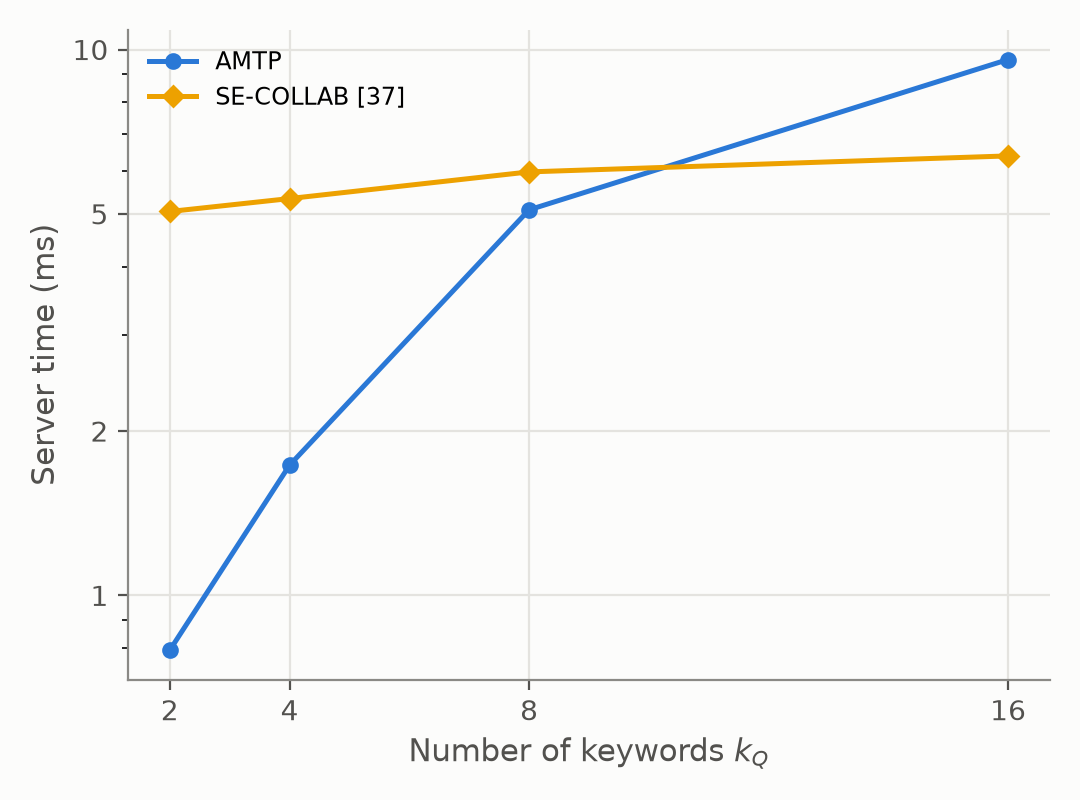 AMTP
SE-COLLAB [37]
Server time (ms)
10
5
2
1
2 4 8 16
Number of keywords k_Q